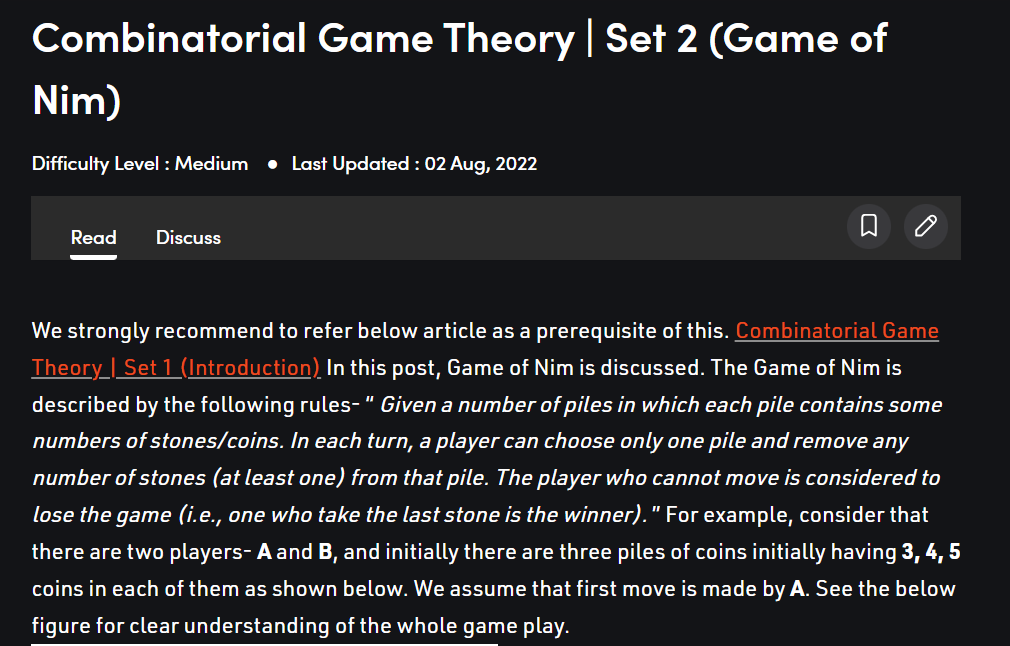 Combinatorial Game Theory | Set 2 (Game of
Nim)
Difficulty Level : Medium ● Last Updated : 02 Aug, 2022
Read Discuss
We strongly recommend to refer below article as a prerequisite of this. Combinatorial Game
Theory | Set 1 (Introduction) In this post, Game of Nim is discussed. The Game of Nim is
described by the following rules- “ Given a number of piles in which each pile contains some
numbers of stones/coins. In each turn, a player can choose only one pile and remove any
number of stones (at least one) from that pile. The player who cannot move is considered to
lose the game (i.e., one who take the last stone is the winner). ” For example, consider that
there are two players- A and B, and initially there are three piles of coins initially having 3, 4, 5
coins in each of them as shown below. We assume that first move is made by A. See the below
figure for clear understanding of the whole game play.